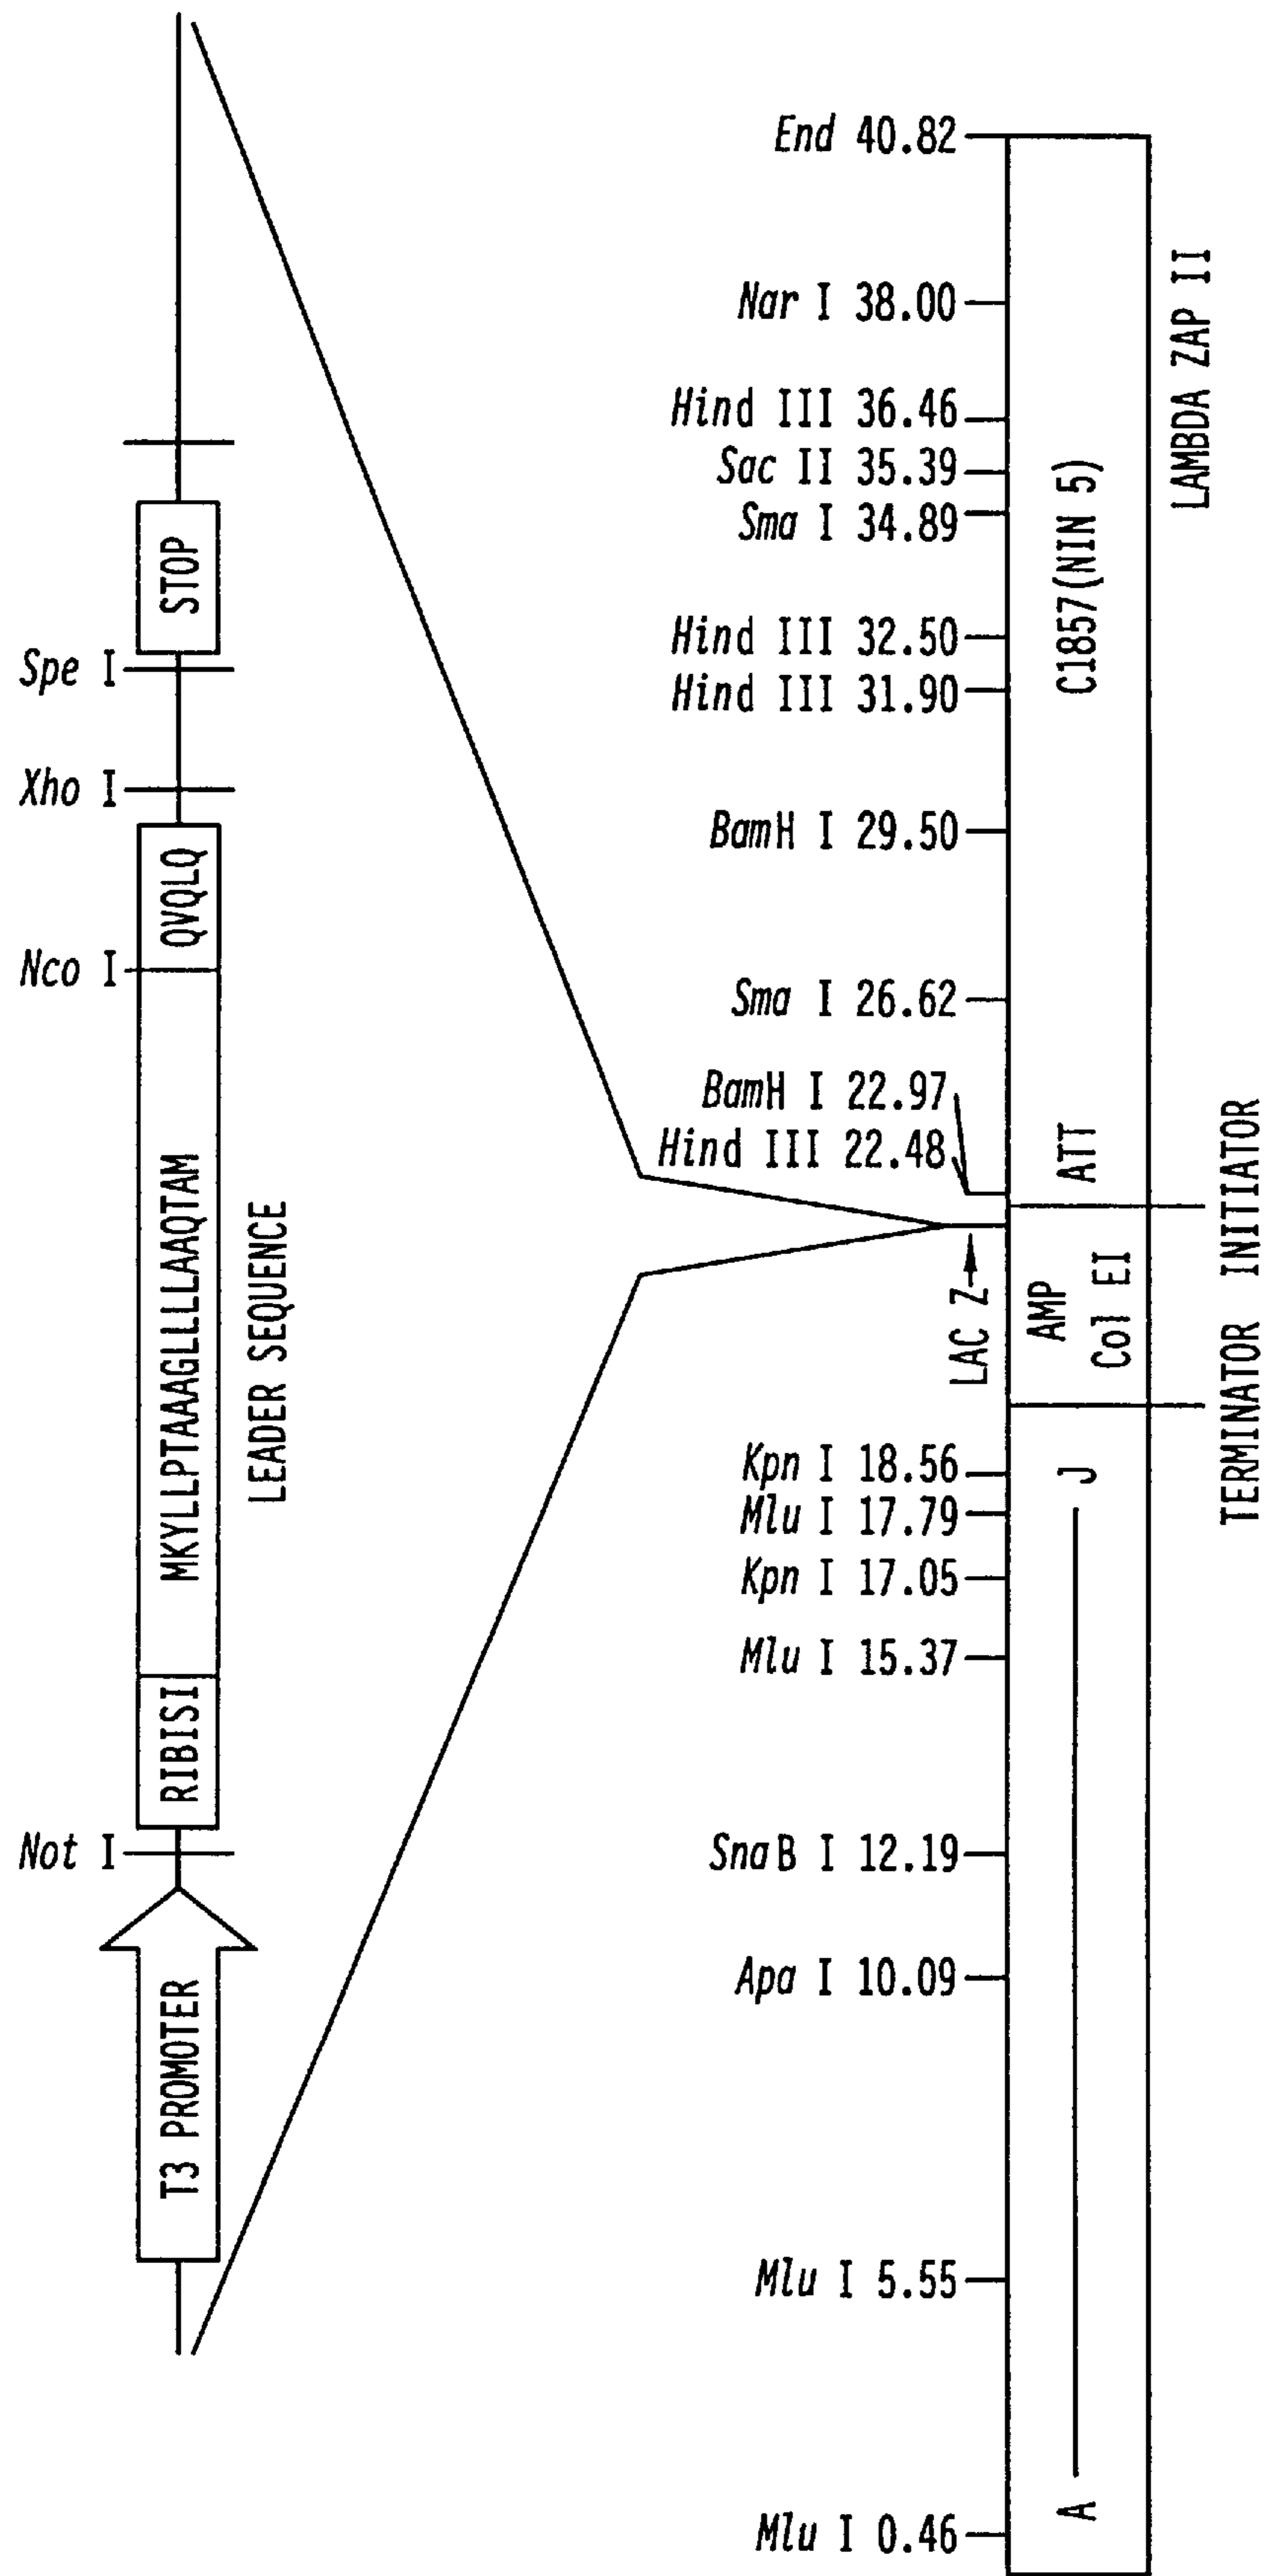 Spe I
Xho I
Nco I
Not I
STOP
QVQLQ
MKYLLPTAAAGLLLLAAQTAM
RIBISI
T3 PROMOTER
LEADER SEQUENCE
End 40.82
Nar I 38.00
Hind III 36.46
Sac II 35.39
Sma I 34.89
Hind III 32.50
Hind III 31.90
BamH I 29.50
Sma I 26.62
BamH I 22.97
Hind III 22.48
LAC Z
Kpn I 18.56
Mlu I 17.79
Kpn I 17.05
Mlu I 15.37
SnaB I 12.19
Apa I 10.09
Mlu I 5.55
Mlu I 0.46
C1857(NIN 5)
ATT
AMP
Col EI
J
A
LAMBDA ZAP II
TERMINATOR INITIATOR